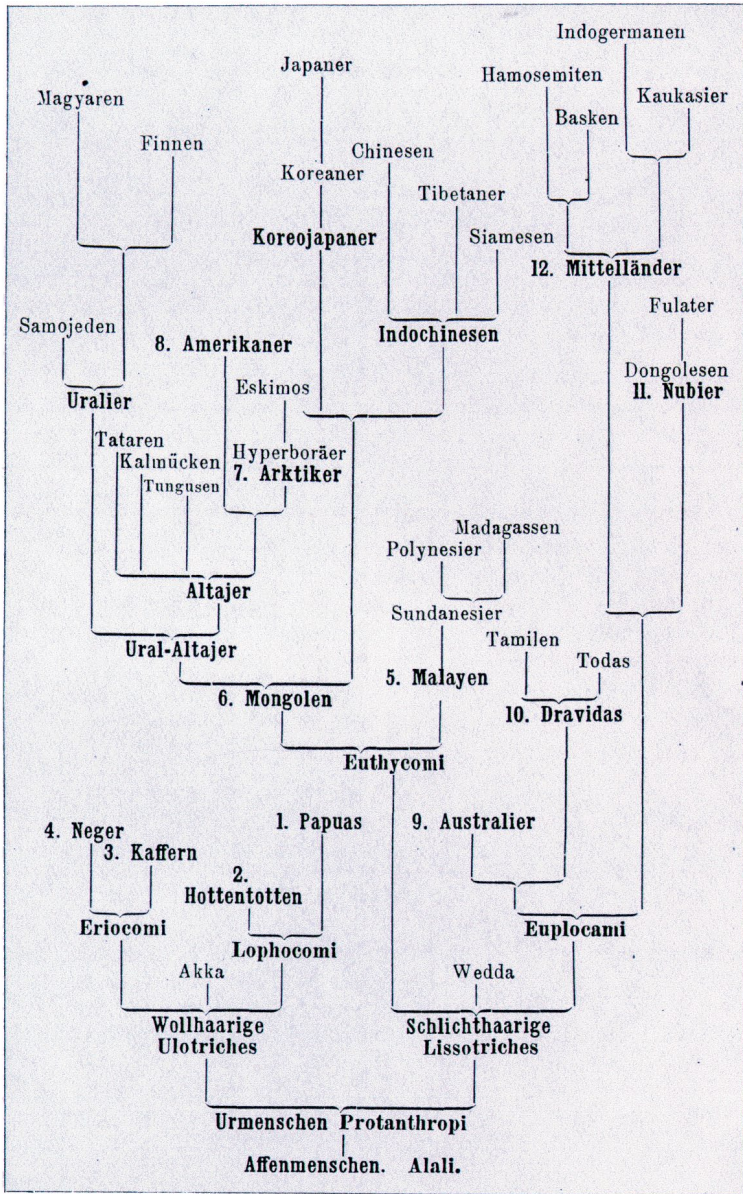 Indogermanen
Japaner
Hamosemiten
Magyaren
Kaukasier
Basken
Finnen
Chinesen
Koreaner
Tibetaner
Koreojapaner
Siamesen
12. Mittelländer
Fulater
Samojeden
8. Amerikaner
Indochinesen
Dongolesen
Eskimos
11. Nubier
Uralier
Tataren
Hyperboräer
Kalmücken
7. Arktiker
Tungusen
Madagassen
Polynesier
Altajer
Sundanesier
Tamilen
Ural-Altajer
Todas
5. Malayen
6. Mongolen
10. Dravidas
Euthycomi
4. Neger
1. Papuas
9. Australier
3. Kaffern
2.
Hottentotten
Eriocomi
Euplocami
Lophocomi
Akka
Wedda
Wollhaarige
Ulotriches
Schlichthaarige
Lissotriches
Urmenschen Protanthropi
Affenmenschen. Alali.